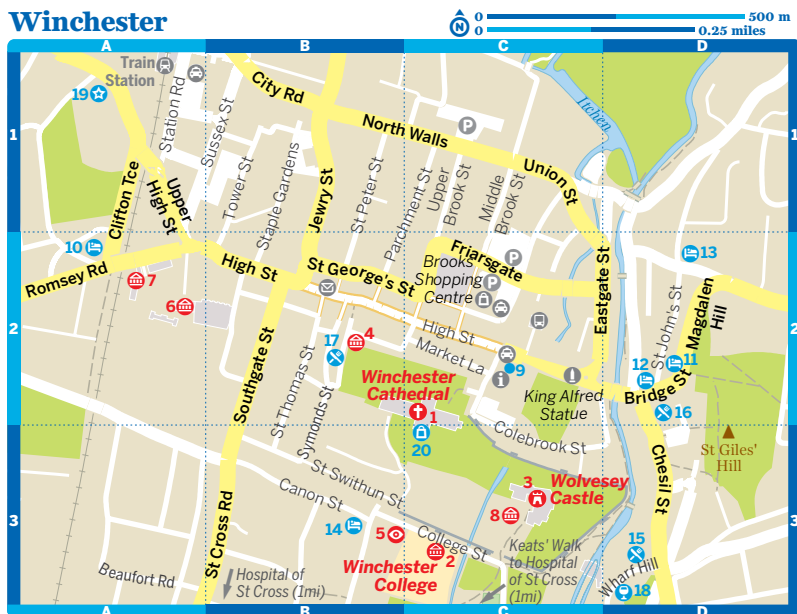 Winchester
N
0 500 m
0 0.25 miles
A
B
C
D
1
2
3
1
2
3
A
B
C
D
Train
Station
19
Station Rd
Sussex St
City Rd
North Walls
P
Itchen
Union St
Clifton Tce
Upper
High St
Tower St
Staple Gardens
Jewry St
St Peter St
Parchment St
Upper
Brook St
Middle
Brook St
10
Romsey Rd
7
6
High St
St George's St
Friarsgate
P
P
Brooks
Shopping
Centre
Eastgate St
13
St John's St
Magdalen
Hill
High St
Market La
17
4
Southgate St
St Thomas St
Symonds St
Winchester
Cathedral
1
20
i
9
King Alfred
Statue
12
11
Bridge St
16
Colebrook St
Chesil St
St Giles'
Hill
St Swithun St
Canon St
3
Wolvesey
Castle
8
14
5
College St
2
Winchester
College
Keats' Walk
to Hospital
of St Cross
(1mi)
15
Wharf Hill
18
St Cross Rd
Beaufort Rd
Hospital of
St Cross (1mi)